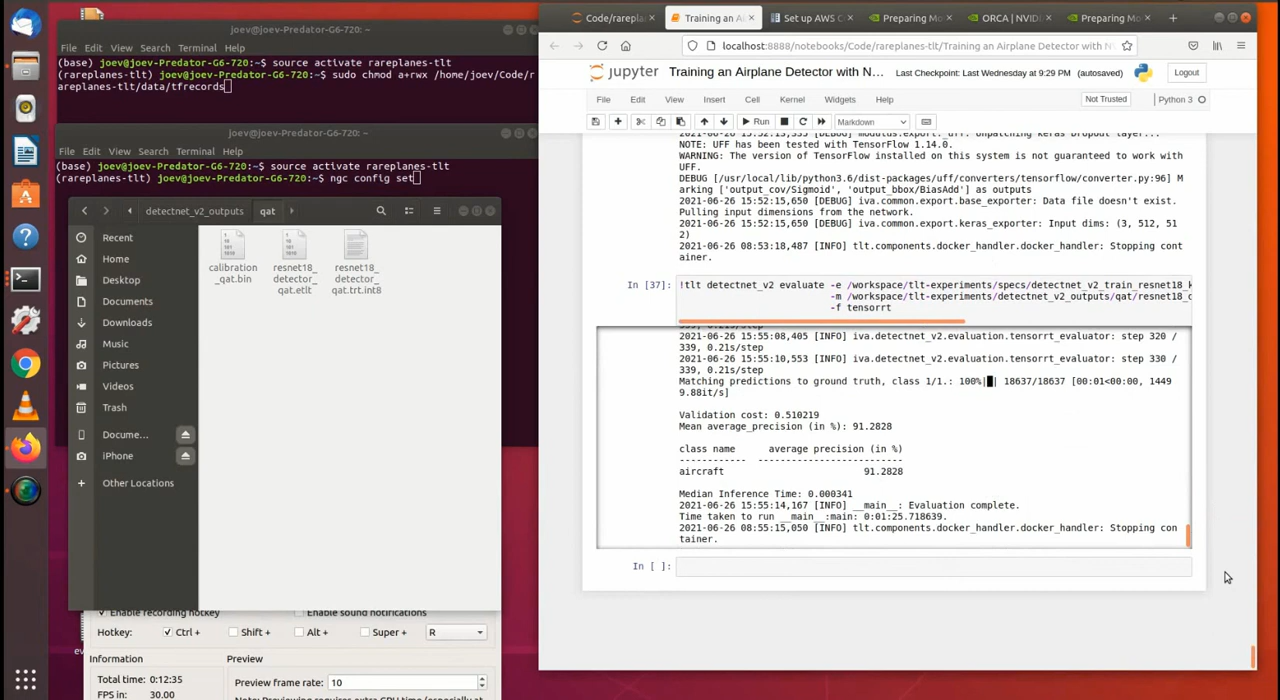 joev@joev-Predator-G6-720: ~
File Edit View Search Terminal Help
(base) joev@joev-Predator-G6-720:~$ source activate rareplanes-tlt
(rareplanes-tlt) joev@joev-Predator-G6-720:~$ sudo chmod a+rwx /home/joev/Code/r
areplanes-tlt/data/tfrecords
joev@joev-Predator-G6-720: ~
File Edit View Search Terminal Help
(base) joev@joev-Predator-G6-720:~$ source activate rareplanes-tlt
(rareplanes-tlt) joev@joev-Predator-G6-720:~$ ngc config set
detectnet_v2_outputs qat
Recent
Home
Desktop
Documents
Downloads
Music
Pictures
Videos
Trash
Docume...
iPhone
Other Locations
calibration
_qat.bin
resnet18_
detector_
qat.etlt
resnet18_
detector_
qat.trt.int8
Enable recording hotkey Enable sound notifications
Hotkey: Ctrl + Shift + Alt + Super + R
Information Preview
Total time: 0:12:35 Preview frame rate: 10
FPS in: 30.00
Code/rarepla Training an Ai Set up AWS C Preparing Mo ORCA | NVIDI Preparing Mo
localhost:8888/notebooks/Code/rareplanes-tlt/Training an Airplane Detector with N
jupyter Training an Airplane Detector with N... Last Checkpoint: Last Wednesday at 9:29 PM (autosaved) Logout
File Edit View Insert Cell Kernel Widgets Help Not Trusted Python 3
Run Markdown
NOTE: UFF has been tested with TensorFlow 1.14.0.
WARNING: The version of TensorFlow installed on this system is not guaranteed to work with
UFF.
DEBUG [/usr/local/lib/python3.6/dist-packages/uff/converters/tensorflow/converter.py:96] M
arking ['output_cov/Sigmoid', 'output_bbox/BiasAdd'] as outputs
2021-06-26 15:52:15,650 [DEBUG] iva.common.export.base_exporter: Data file doesn't exist.
Pulling input dimensions from the network.
2021-06-26 15:52:15,650 [DEBUG] iva.common.export.keras_exporter: Input dims: (3, 512, 51
2)
2021-06-26 08:53:18,487 [INFO] tlt.components.docker_handler.docker_handler: Stopping cont
ainer.
In [37]: !tlt detectnet_v2 evaluate -e /workspace/tlt-experiments/specs/detectnet_v2_train_resnet18_k
-m /workspace/tlt-experiments/detectnet_v2_outputs/qat/resnet18_d
-f tensorrt
339, 0.21s/step
2021-06-26 15:55:08,405 [INFO] iva.detectnet_v2.evaluation.tensorrt_evaluator: step 320 /
339, 0.21s/step
2021-06-26 15:55:10,553 [INFO] iva.detectnet_v2.evaluation.tensorrt_evaluator: step 330 /
339, 0.21s/step
Matching predictions to ground truth, class 1/1.: 100%|█| 18637/18637 [00:01<00:00, 1449
9.88it/s]
Validation cost: 0.510219
Mean average_precision (in %): 91.2828
class name average precision (in %)
------------ --------------------------
aircraft 91.2828
Median Inference Time: 0.000341
2021-06-26 15:55:14,167 [INFO] __main__: Evaluation complete.
Time taken to run __main__:main: 0:01:25.718639.
2021-06-26 08:55:15,050 [INFO] tlt.components.docker_handler.docker_handler: Stopping con
tainer.
In [ ]: